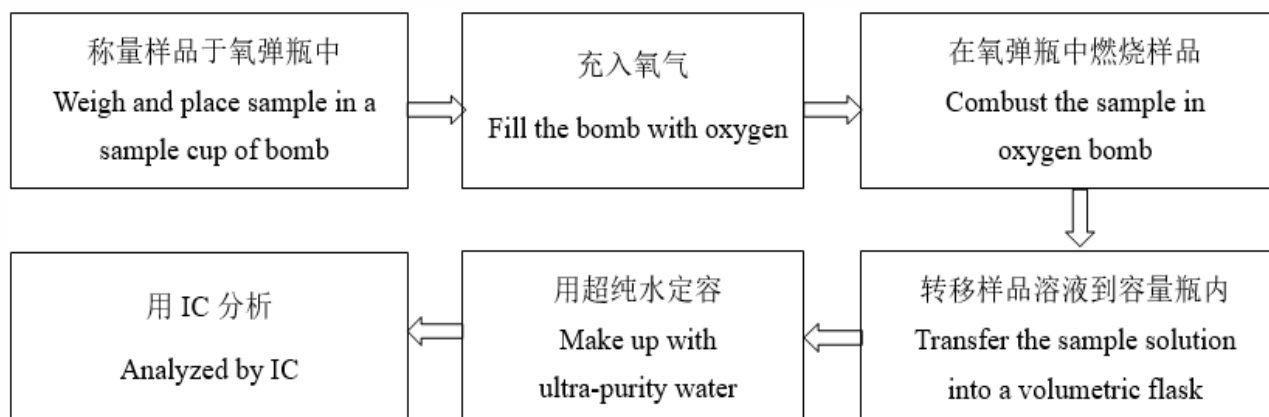 称量样品于氧弹瓶中
Weigh and place sample in a
sample cup of bomb
充入氧气
Fill the bomb with oxygen
在氧弹瓶中燃烧样品
Combust the sample in
oxygen bomb
转移样品溶液到容量瓶内
Transfer the sample solution
into a volumetric flask
用超纯水定容
Make up with
ultra-purity water
用 IC 分析
Analyzed by IC